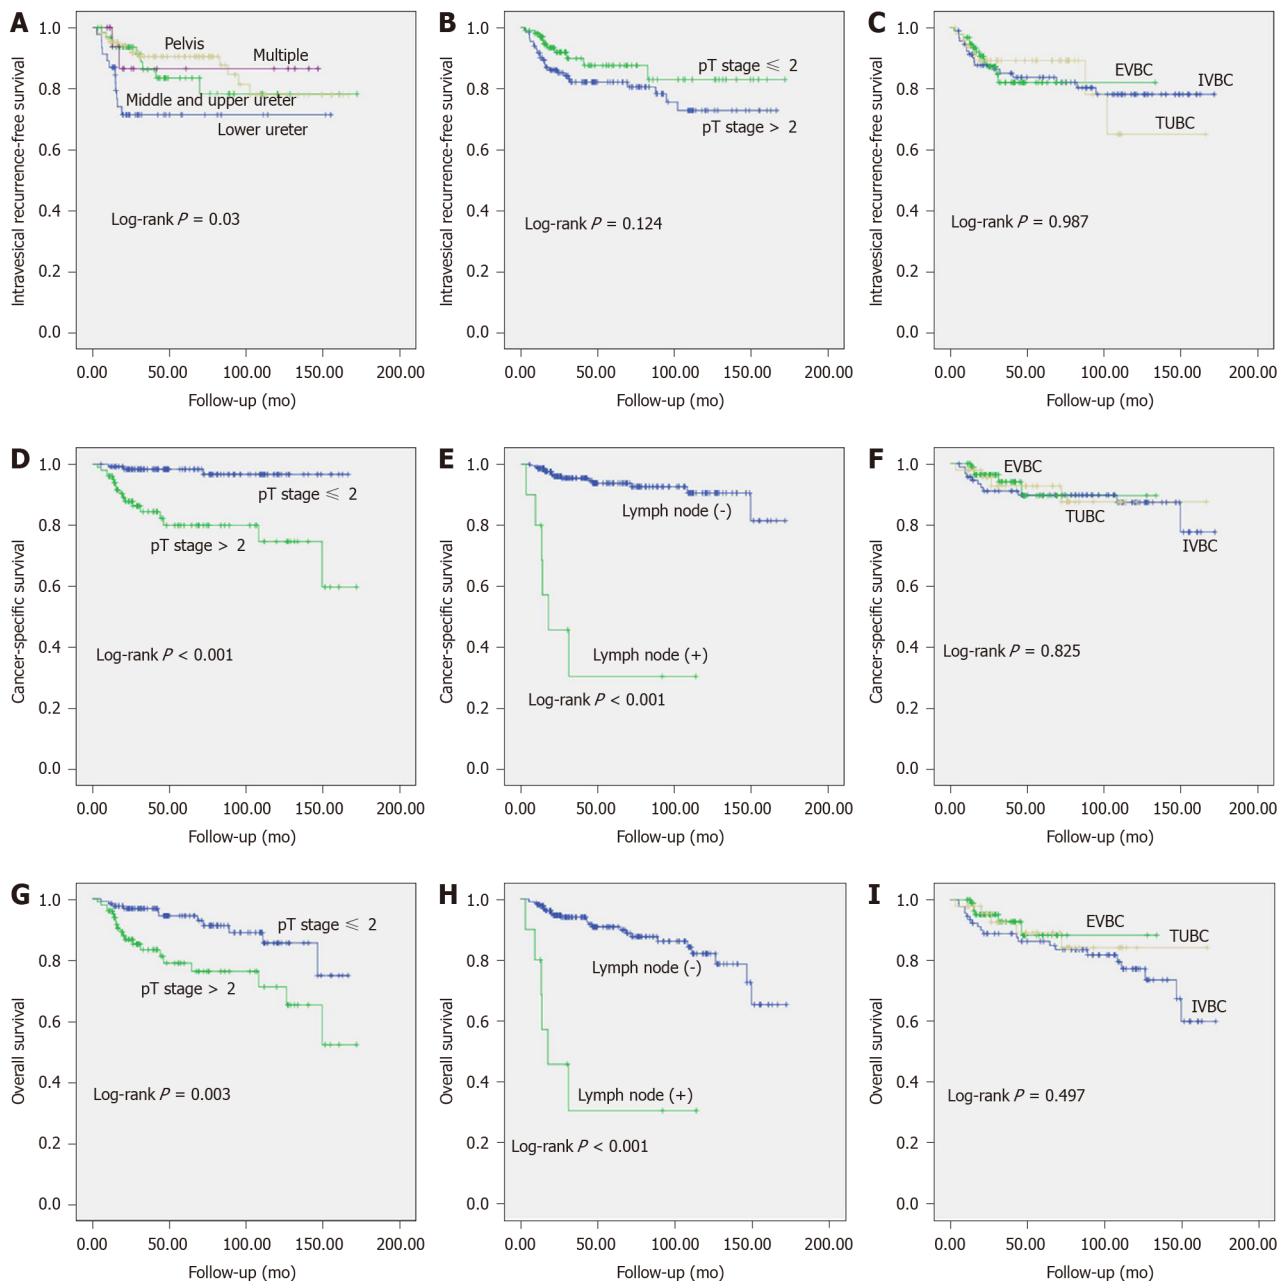 A
Intravesical recurrence-free survival
1.0
0.8
0.6
0.4
0.2
0.0
Pelvis
Multiple
Middle and upper ureter
Lower ureter
Log-rank P = 0.03
0.00 50.00 100.00 150.00 200.00
Follow-up (mo)
B
Intravesical recurrence-free survival
1.0
0.8
0.6
0.4
0.2
0.0
pT stage ⩽ 2
pT stage > 2
Log-rank P = 0.124
0.00 50.00 100.00 150.00 200.00
Follow-up (mo)
C
Intravesical recurrence-free survival
1.0
0.8
0.6
0.4
0.2
0.0
EVBC
IVBC
TUBC
Log-rank P = 0.987
0.00 50.00 100.00 150.00 200.00
Follow-up (mo)
D
Cancer-specific survival
1.0
0.8
0.6
0.4
0.2
0.0
pT stage ⩽ 2
pT stage > 2
Log-rank P < 0.001
0.00 50.00 100.00 150.00 200.00
Follow-up (mo)
E
Cancer-specific survival
1.0
0.8
0.6
0.4
0.2
0.0
Lymph node (-)
Lymph node (+)
Log-rank P < 0.001
0.00 50.00 100.00 150.00 200.00
Follow-up (mo)
F
Cancer-specific survival
1.0
0.8
0.6
0.4
0.2
0.0
EVBC
TUBC
IVBC
Log-rank P = 0.825
0.00 50.00 100.00 150.00 200.00
Follow-up (mo)
G
Overall survival
1.0
0.8
0.6
0.4
0.2
0.0
pT stage ⩽ 2
pT stage > 2
Log-rank P = 0.003
0.00 50.00 100.00 150.00 200.00
Follow-up (mo)
H
Overall survival
1.0
0.8
0.6
0.4
0.2
0.0
Lymph node (-)
Lymph node (+)
Log-rank P < 0.001
0.00 50.00 100.00 150.00 200.00
Follow-up (mo)
I
Overall survival
1.0
0.8
0.6
0.4
0.2
0.0
EVBC
TUBC
IVBC
Log-rank P = 0.497
0.00 50.00 100.00 150.00 200.00
Follow-up (mo)